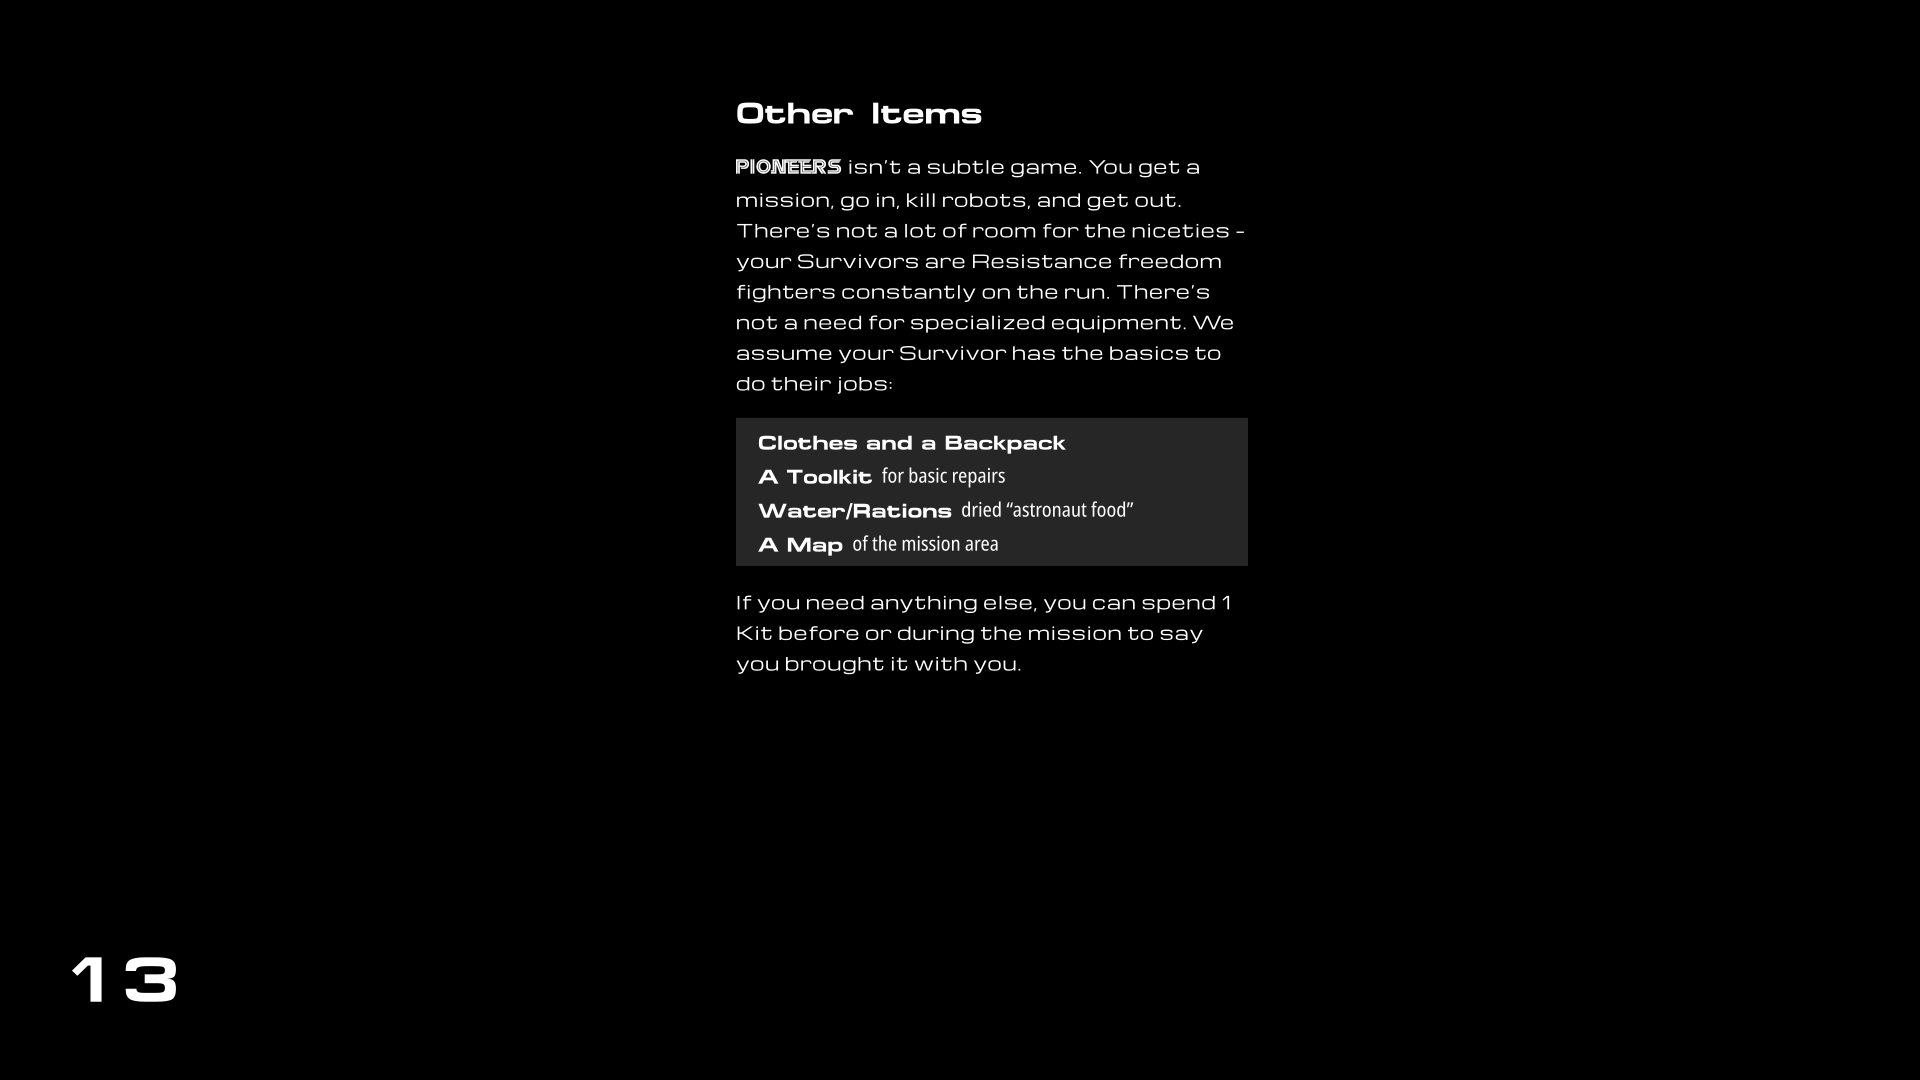 Other Items
PIONEERS isn't a subtle game. You get a
mission, go in, kill robots, and get out.
There's not a lot of room for the niceties -
your Survivors are Resistance freedom
fighters constantly on the run. There's
not a need for specialized equipment. We
assume your Survivor has the basics to
do their jobs:
Clothes and a Backpack
A Toolkit for basic repairs
Water/Rations dried “astronaut food”
A Map of the mission area
If you need anything else, you can spend 1
Kit before or during the mission to say
you brought it with you.
13